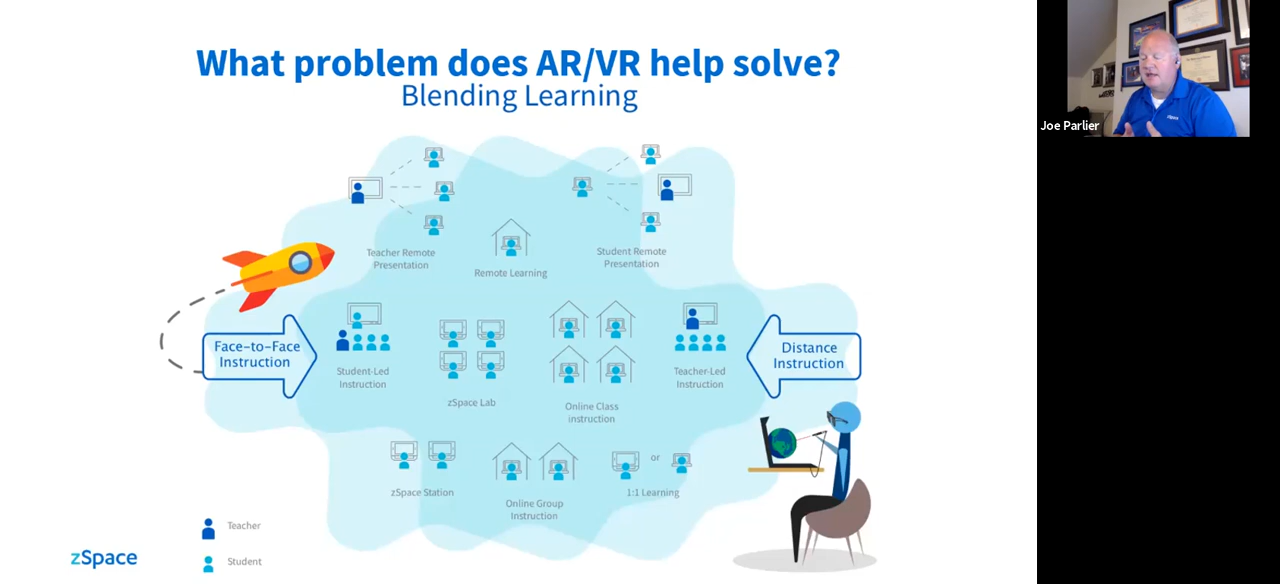 What problem does AR/VR help solve?
Blending Learning
Joe Parlier
Teacher Remote
Presentation
Remote Learning
Student Remote
Presentation
Face-to-Face
Instruction
Student-Led
Instruction
zSpace Lab
Online Class
instruction
Teacher-Led
Instruction
Distance
Instruction
zSpace Station
Online Group
Instruction
or
1:1 Learning
Teacher
Student
zSpace